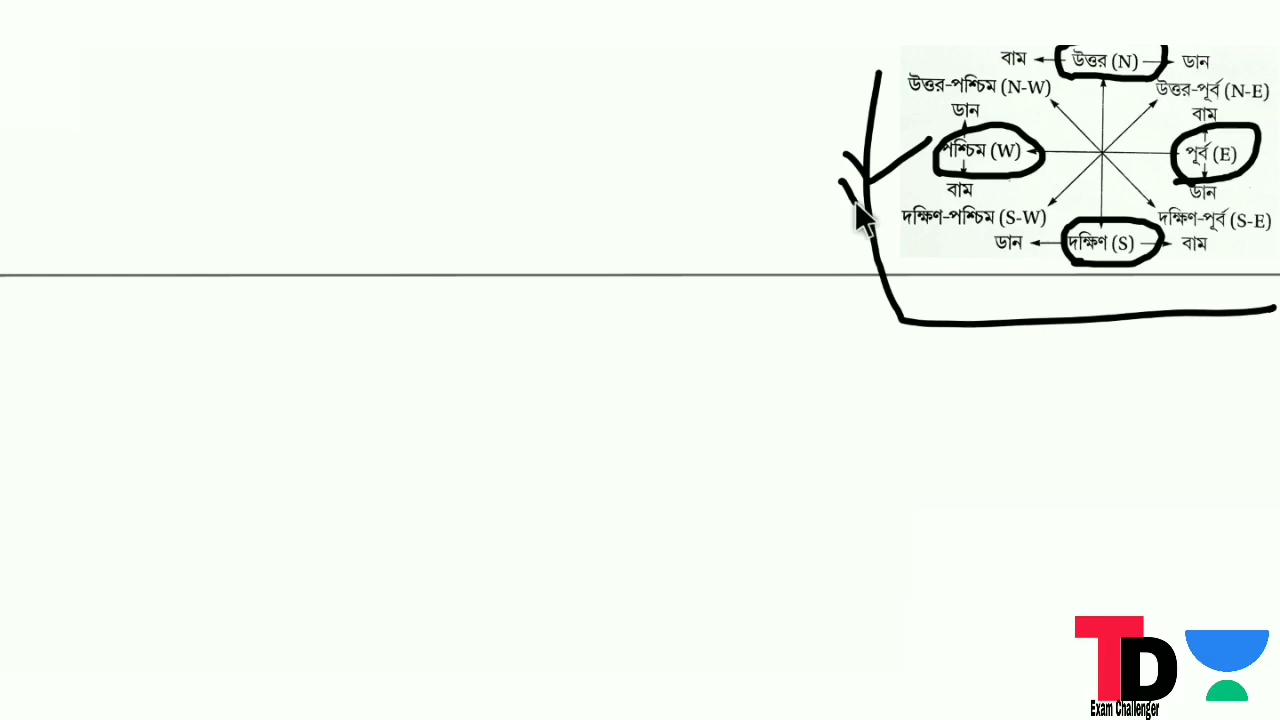 বাম উত্তর (N) ডান
উত্তর-পশ্চিম (N-W) উত্তর-পূর্ব (N-E)
ডান বাম
পশ্চিম (W) পূর্ব (E)
বাম ডান
দক্ষিণ-পশ্চিম (S-W) দক্ষিণ-পূর্ব (S-E)
ডান দক্ষিণ (S) বাম
TD
Exam Challenger